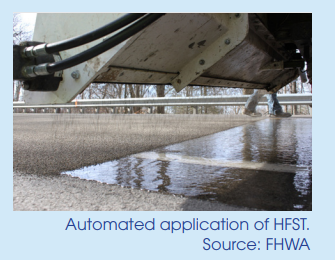 Automated application of HFST.
Source: FHWA